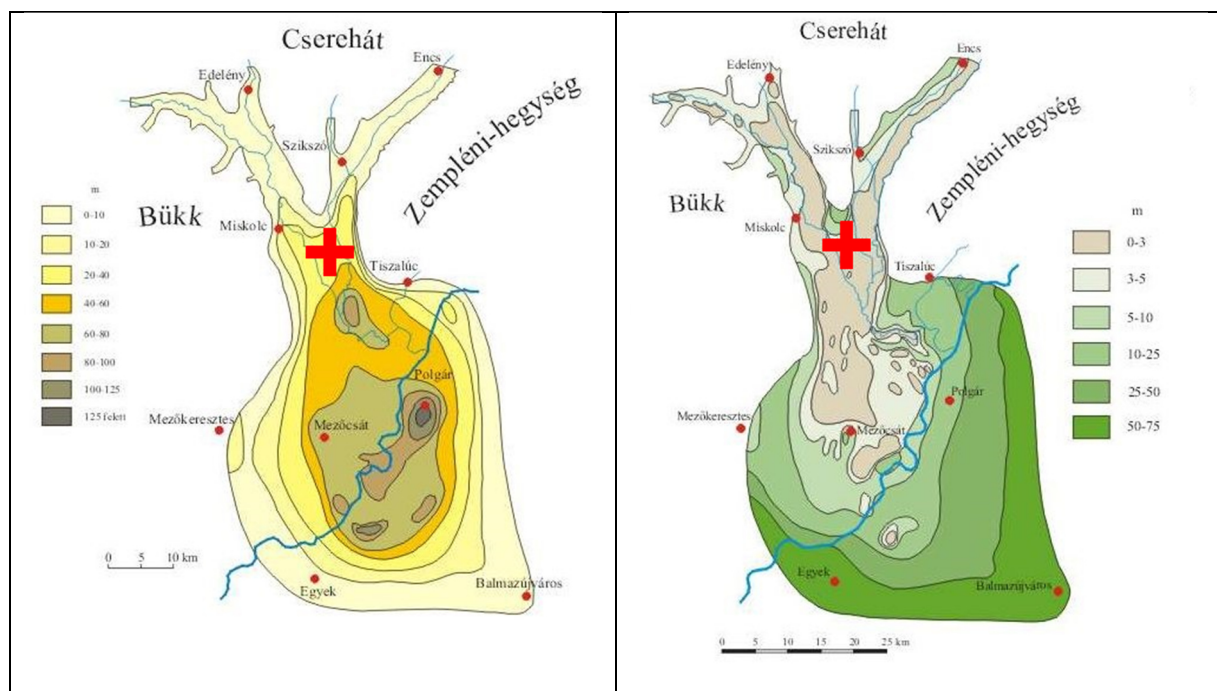 Cserehát
Encs
Edelény
Szikszó
Zempléni-hegység
Bükk
Miskolc
Tiszalúc
m
0-10
10-20
20-40
40-60
60-80
80-100
100-125
125 felett
Polgár
Mezőkeresztes
Mezőcsát
0 5 10 km
Egyek
Balmazújváros
Cserehát
Encs
Edelény
Szikszó
Zempléni-hegység
Bükk
Miskolc
Tiszalúc
m
0-3
3-5
5-10
10-25
25-50
50-75
Polgár
Mezőkeresztes
Mezőcsát
Egyek
Balmazújváros
0 5 10 15 20 25 km